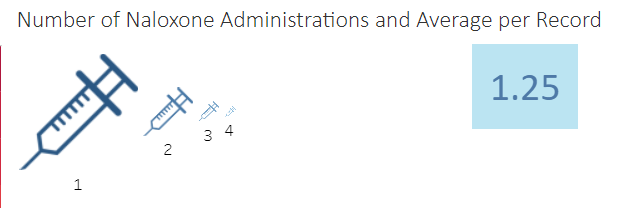 Number of Naloxone Administrations and Average per Record
1.25
3 4
2
1